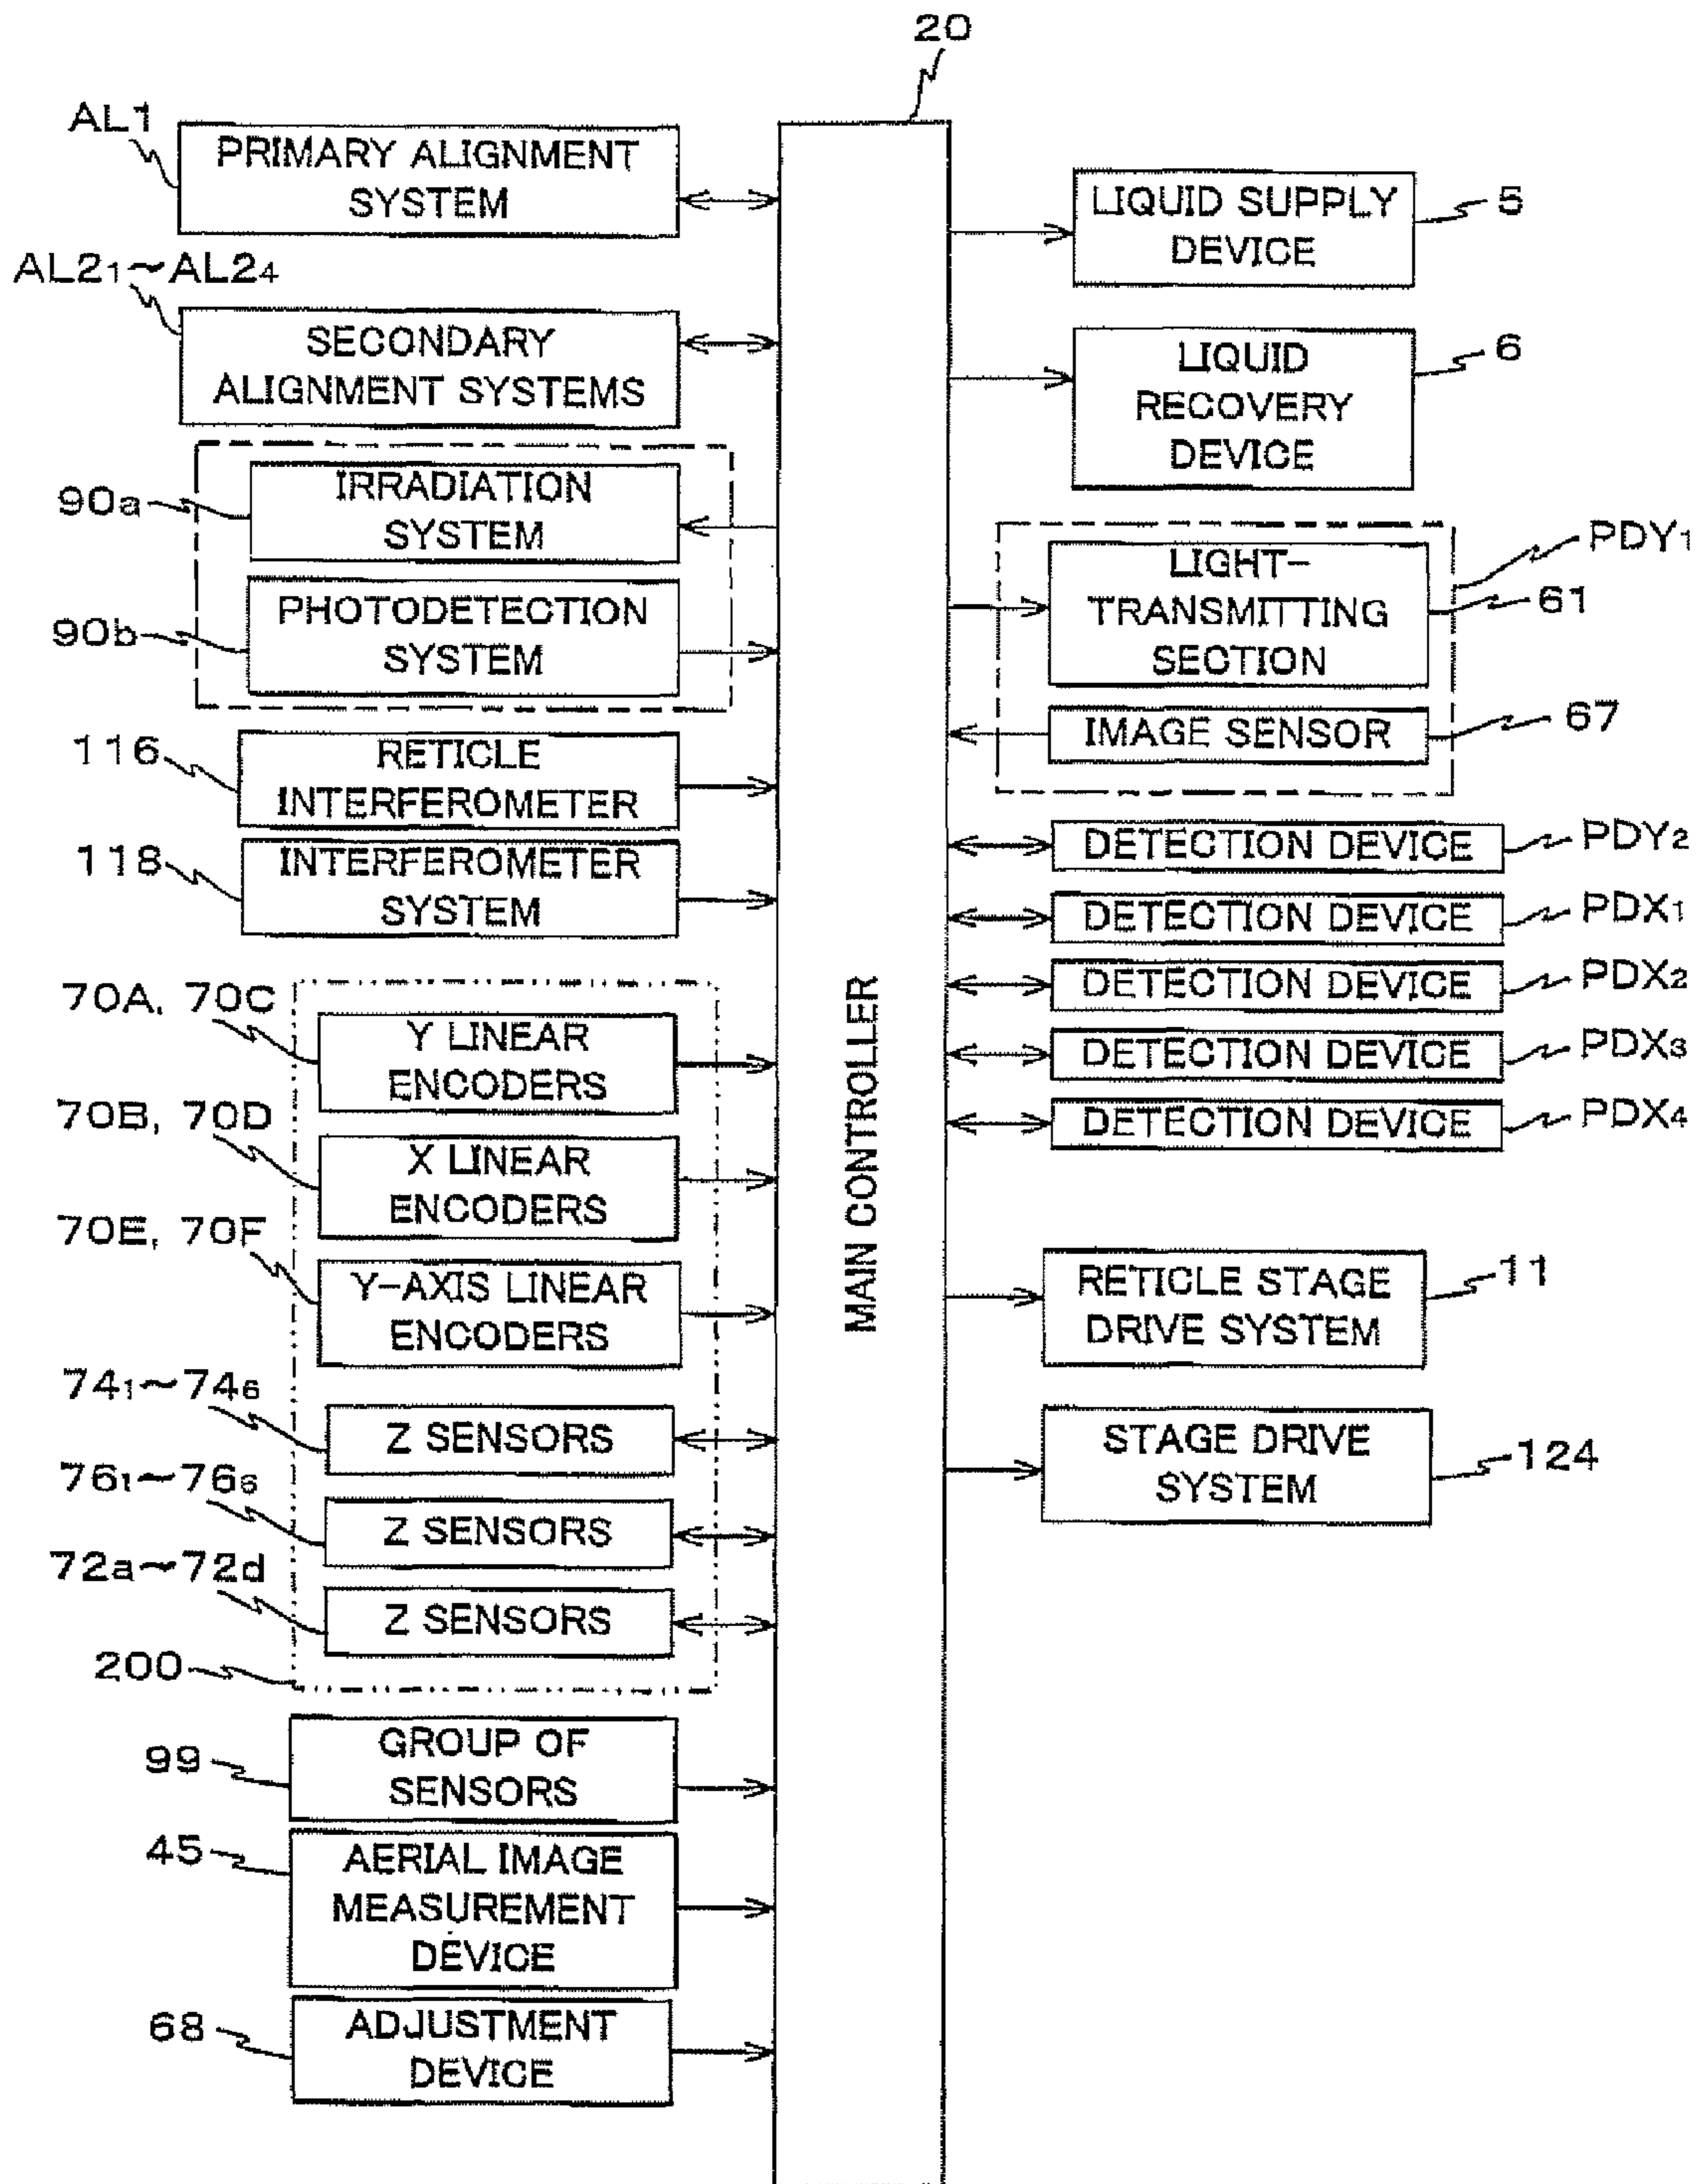 20
AL1
PRIMARY ALIGNMENT
SYSTEM
AL2₁~AL2₄
SECONDARY
ALIGNMENT SYSTEMS
90a
IRRADIATION
SYSTEM
90b
PHOTODETECTION
SYSTEM
116
RETICLE
INTERFEROMETER
118
INTERFEROMETER
SYSTEM
70A, 70C
Y LINEAR
ENCODERS
70B, 70D
X LINEAR
ENCODERS
70E, 70F
Y-AXIS LINEAR
ENCODERS
74₁~74₆
Z SENSORS
76₁~76₆
Z SENSORS
72a~72d
Z SENSORS
200
99
GROUP OF
SENSORS
45
AERIAL IMAGE
MEASUREMENT
DEVICE
68
ADJUSTMENT
DEVICE
MAIN CONTROLLER
LIQUID SUPPLY
DEVICE
5
LIQUID
RECOVERY
DEVICE
6
PDY₁
LIGHT-
TRANSMITTING
SECTION
61
IMAGE SENSOR
67
DETECTION DEVICE
PDY₂
DETECTION DEVICE
PDX₁
DETECTION DEVICE
PDX₂
DETECTION DEVICE
PDX₃
DETECTION DEVICE
PDX₄
RETICLE STAGE
DRIVE SYSTEM
11
STAGE DRIVE
SYSTEM
124